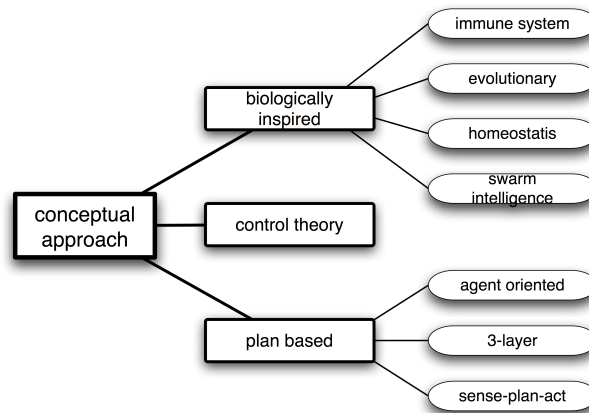 immune system
evolutionary
biologically
inspired
homeostatis
swarm
intelligence
conceptual
approach
control theory
agent oriented
plan based
3-layer
sense-plan-act